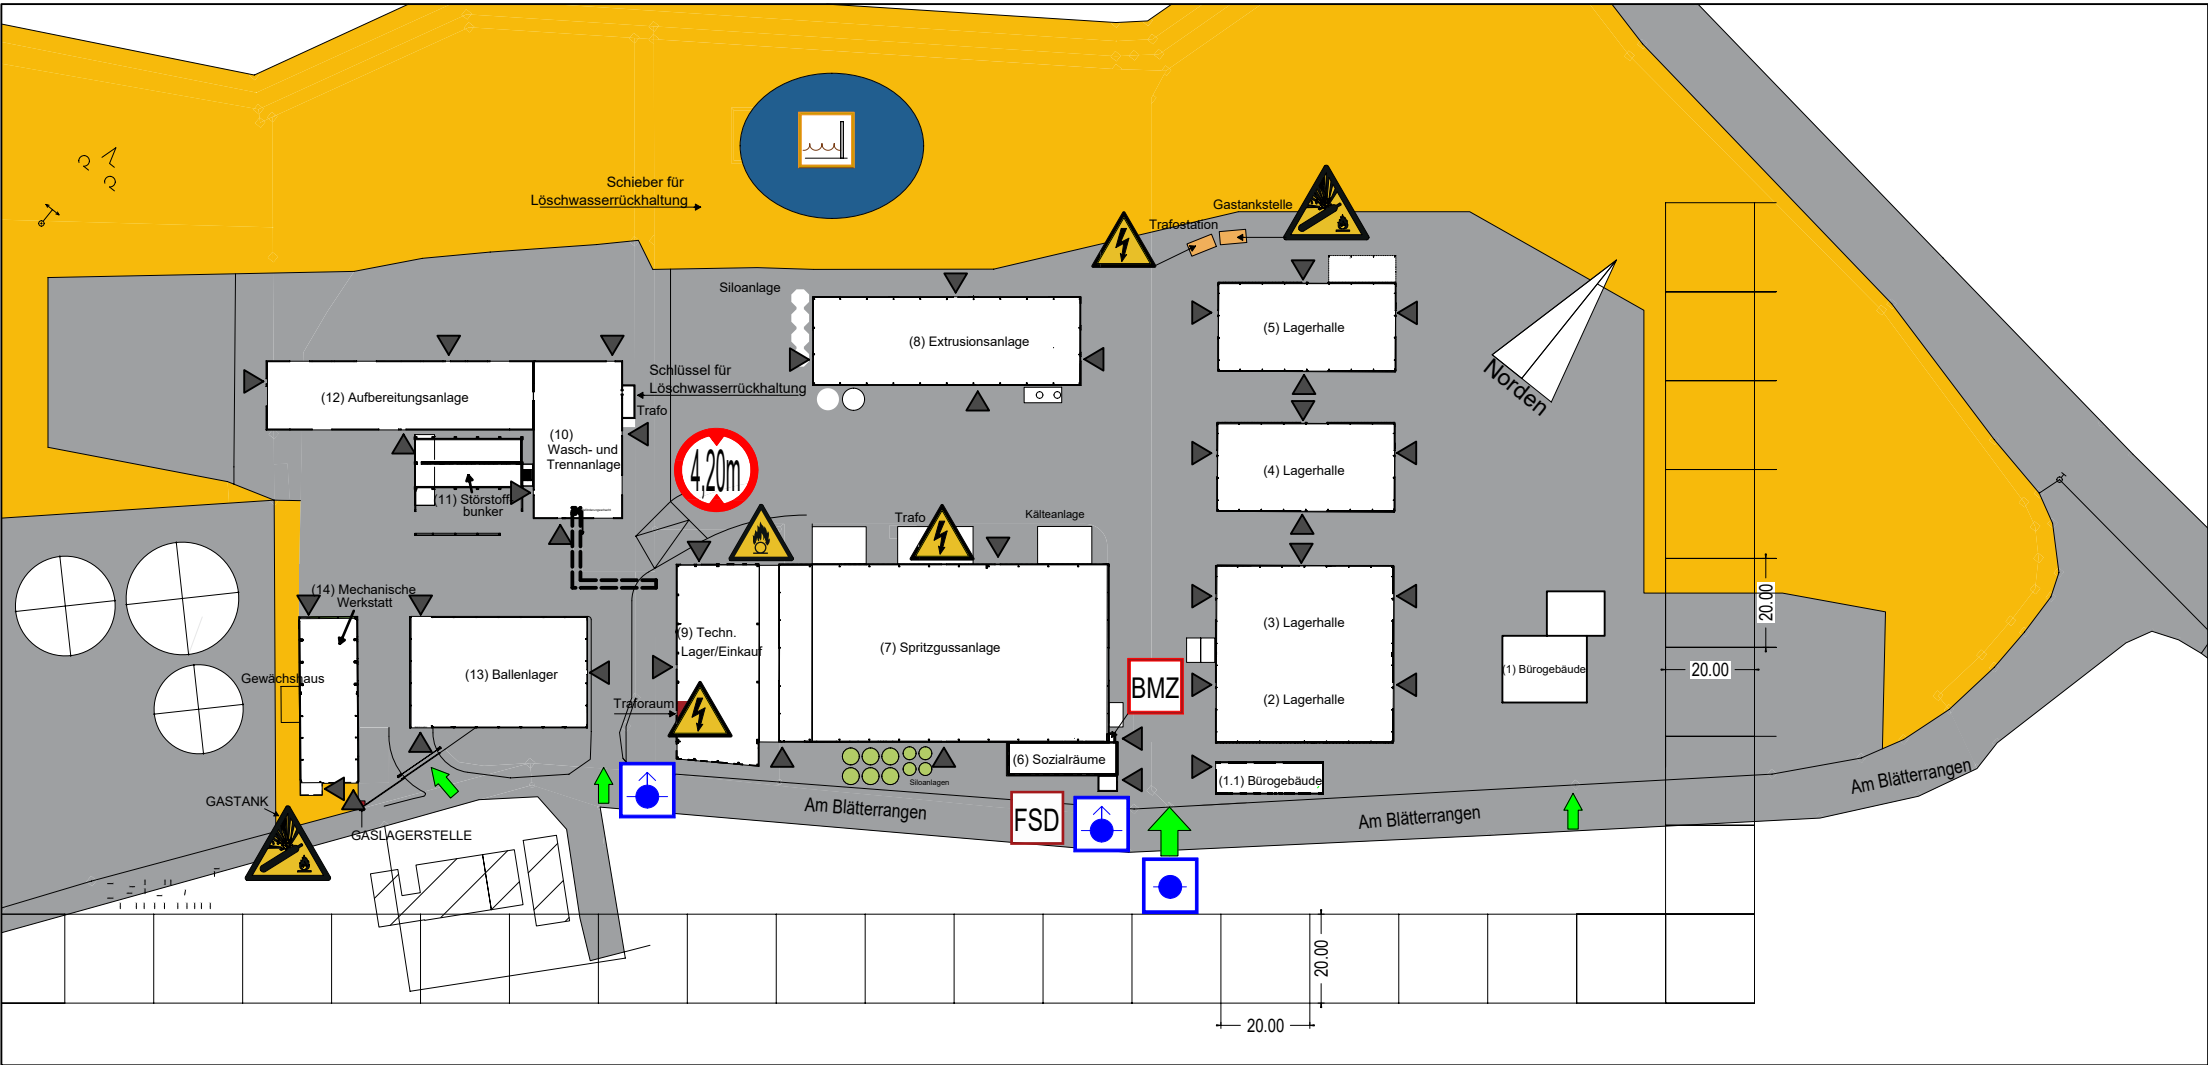 Schieber für
Löschwasserrückhaltung
Gastankstelle
Trafostation
Siloanlage
(8) Extrusionsanlage
(5) Lagerhalle
Norden
Schlüssel für
Löschwasserrückhaltung
Trafo
(12) Aufbereitungsanlage
(10)
Wasch- und
Trennanlage
(11) Störstoff
bunker
4,20m
(4) Lagerhalle
Trafo
Kälteanlage
(14) Mechanische
Werkstatt
(9) Techn.
Lager/Einkauf
(7) Spritzgussanlage
(3) Lagerhalle
(2) Lagerhalle
(1) Bürogebäude
20.00
20.00
Gewächshaus
(13) Ballenlager
Traforaum
BMZ
(6) Sozialräume
Siloanlagen
(1.1) Bürogebäude
GASTANK
GASLAGERSTELLE
Am Blätterrangen
FSD
Am Blätterrangen
Am Blätterrangen
20.00
20.00